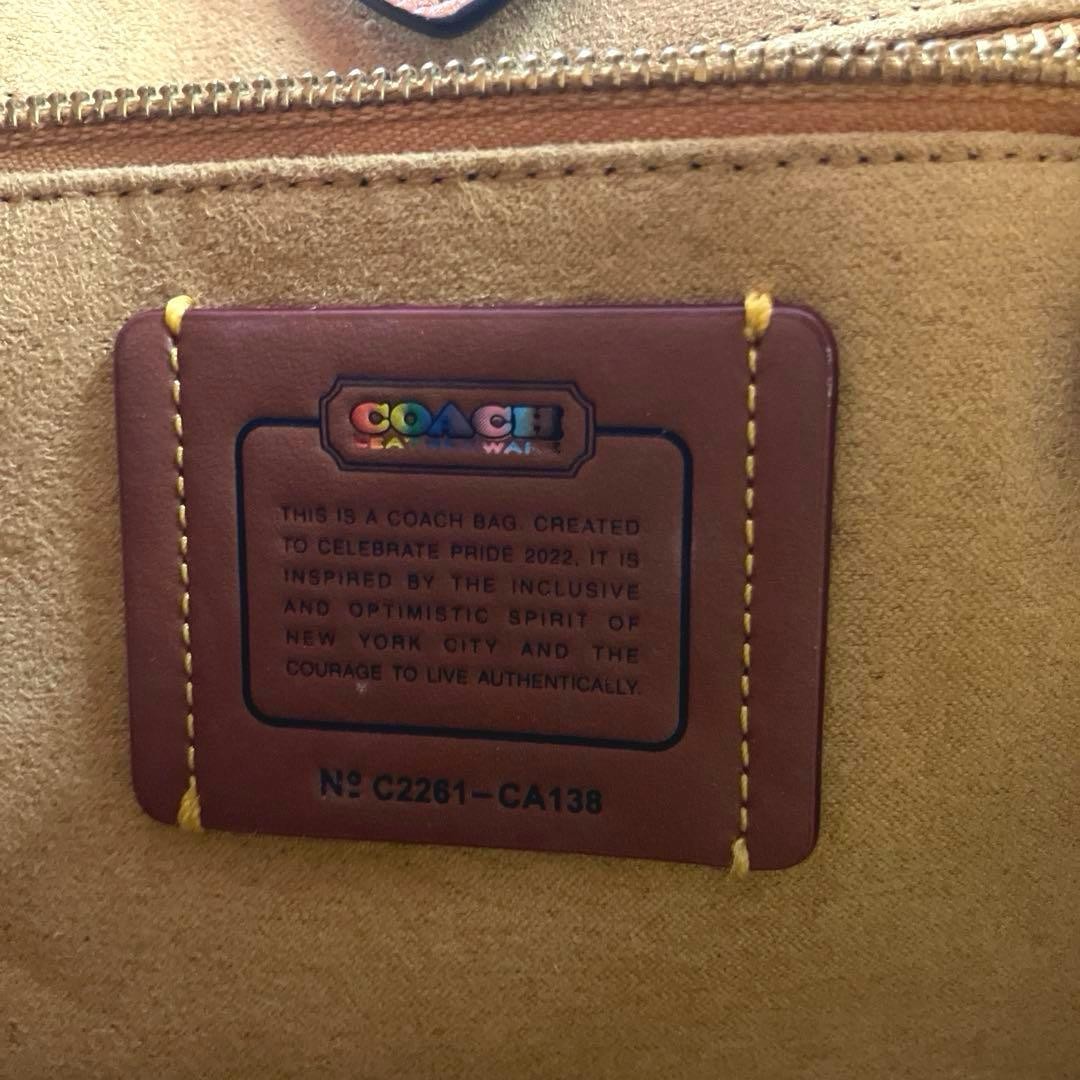 COACH
LEATHERWARE
THIS IS A COACH BAG. CREATED
TO CELEBRATE PRIDE 2022, IT IS
INSPIRED BY THE INCLUSIVE
AND OPTIMISTIC SPIRIT OF
NEW YORK CITY AND THE
COURAGE TO LIVE AUTHENTICALLY.
Nº C2261-CA138